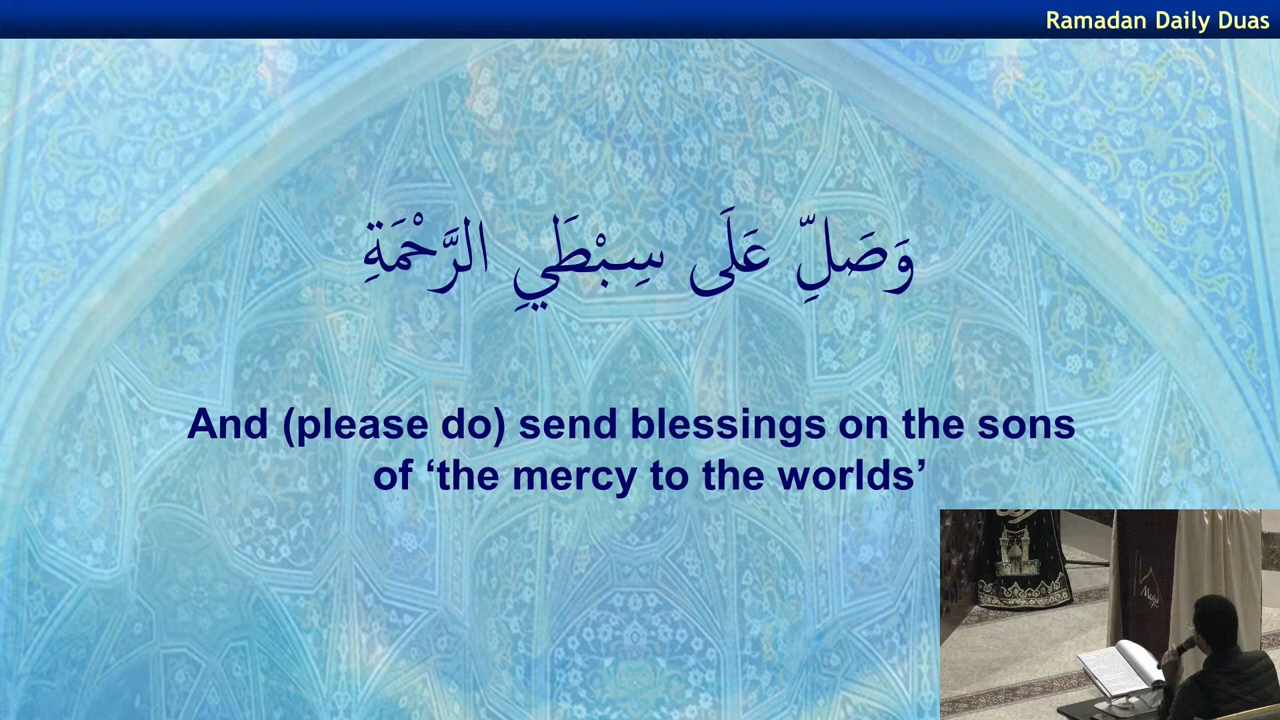 Ramadan Daily Duas
وَصَلِّ عَلَى سِبْطَيِ الرَّحْمَةِ
And (please do) send blessings on the sons
of ‘the mercy to the worlds’